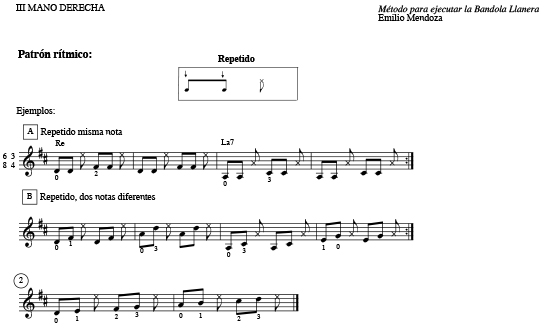 III MANO DERECHA
Método para ejecutar la Bandola Llanera
Emilio Mendoza
Patrón rítmico:
Repetido
Ejemplos:
A Repetido misma nota
Re La7
6 3
8 4
0 2 0 3
B Repetido, dos notas diferentes
0 1 0 3 0 3 1 0
2
0 1 2 3 0 1 2 3